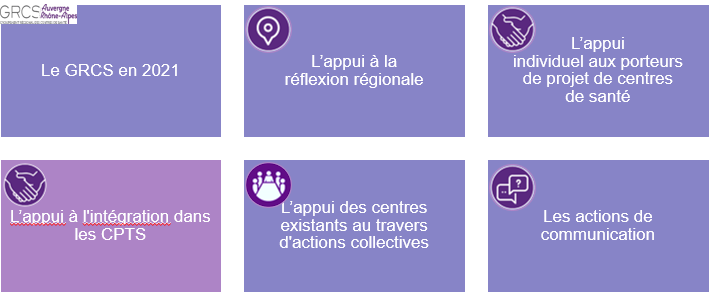 GRCS Auvergne
Rhône-Alpes
Le GRCS en 2021
L'appui à la
réflexion régionale
L'appui
individuel aux porteurs
de projet de centres
de santé
L'appui à l'intégration dans
les CPTS
L'appui des centres
existants au travers
d'actions collectives
?
...
Les actions de
communication